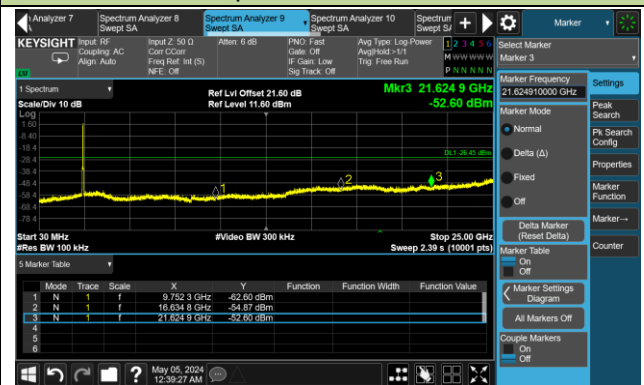 Analyzer 7
Swept SA
Spectrum Analyzer 8
Swept SA
Spectrum Analyzer 9
Swept SA
Spectrum Analyzer 10
Swept SA
Spectrum
Swept SA
Marker
KEYSIGHT
Input: RF
Coupling: AC
Align: Auto
Input Z: 50 Ω
Corr CCorr
Freq Ref: Int (S)
NFE: Off
Atten: 6 dB
PNO: Fast
Gate: Off
IF Gain: Low
Sig Track: Off
Avg Type: Log-Power
Avg|Hold:>1/1
Trig: Free Run
1 2 3 4 5 6
M W W W W W
P N N N N N
Select Marker
Marker 3
LV
1 Spectrum
Scale/Div 10 dB
Ref Lvl Offset 21.60 dB
Ref Level 11.60 dBm
Mkr3 21.624 9 GHz
-52.60 dBm
Log
1.60
-8.40
-18.4
-28.4
-38.4
-48.4
-58.4
-68.4
-78.4
DL1 -26.45 dBm
1
2
3
Start 30 MHz
#Res BW 100 kHz
#Video BW 300 kHz
Stop 25.00 GHz
Sweep 2.39 s (10001 pts)
5 Marker Table
Mode Trace Scale X Y Function Function Width Function Value
1 N 1 f 9.752 3 GHz -62.60 dBm
2 N 1 f 16.634 8 GHz -54.87 dBm
3 N 1 f 21.624 9 GHz -52.60 dBm
4
5
6
Marker Frequency
21.624910000 GHz
Marker Mode
Normal
Delta (Δ)
Fixed
Off
Delta Marker
(Reset Delta)
Marker Table
On
Off
Marker Settings
Diagram
All Markers Off
Couple Markers
On
Off
Settings
Peak
Search
Pk Search
Config
Properties
Marker
Function
Marker→
Counter
May 05, 2024
12:39:27 AM